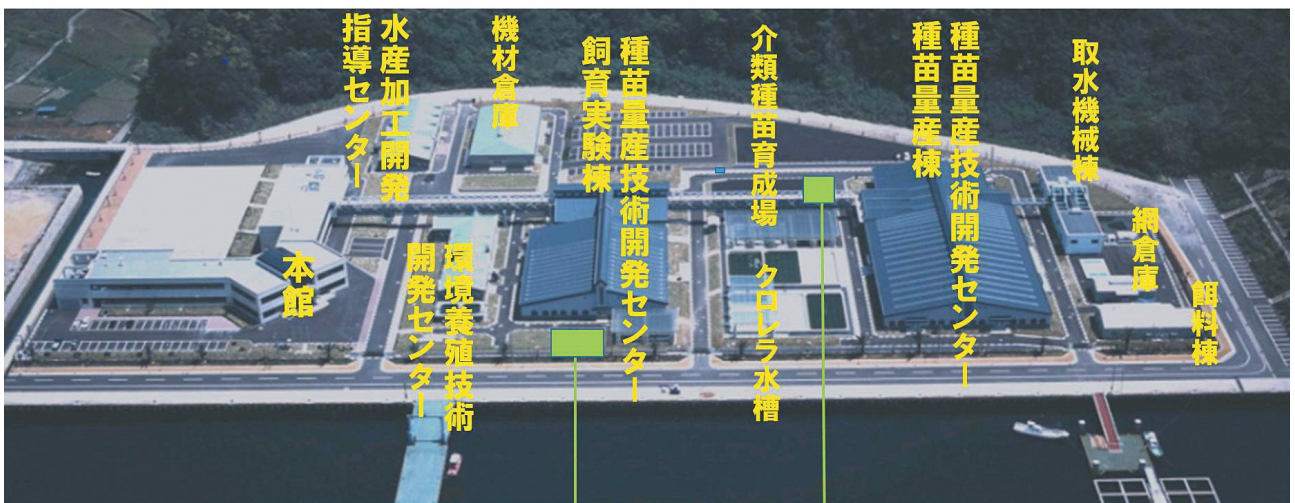 水産加工開発
指導センター
機材倉庫
種苗量産技術開発センター
飼育実験棟
介類種苗育成場
種苗量産技術開発センター
種苗量産棟
取水機械棟
本館
環境養殖技術
開発センター
クロレラ水槽
網倉庫
餌料棟